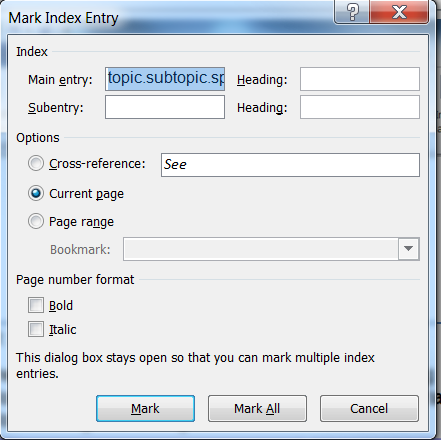 Mark Index Entry
Index
Main entry: topic.subtopic.sp Heading:
Subentry: Heading:
Options
Cross-reference: See
Current page
Page range
Bookmark:
Page number format
Bold
Italic
This dialog box stays open so that you can mark multiple index
entries.
Mark Mark All Cancel